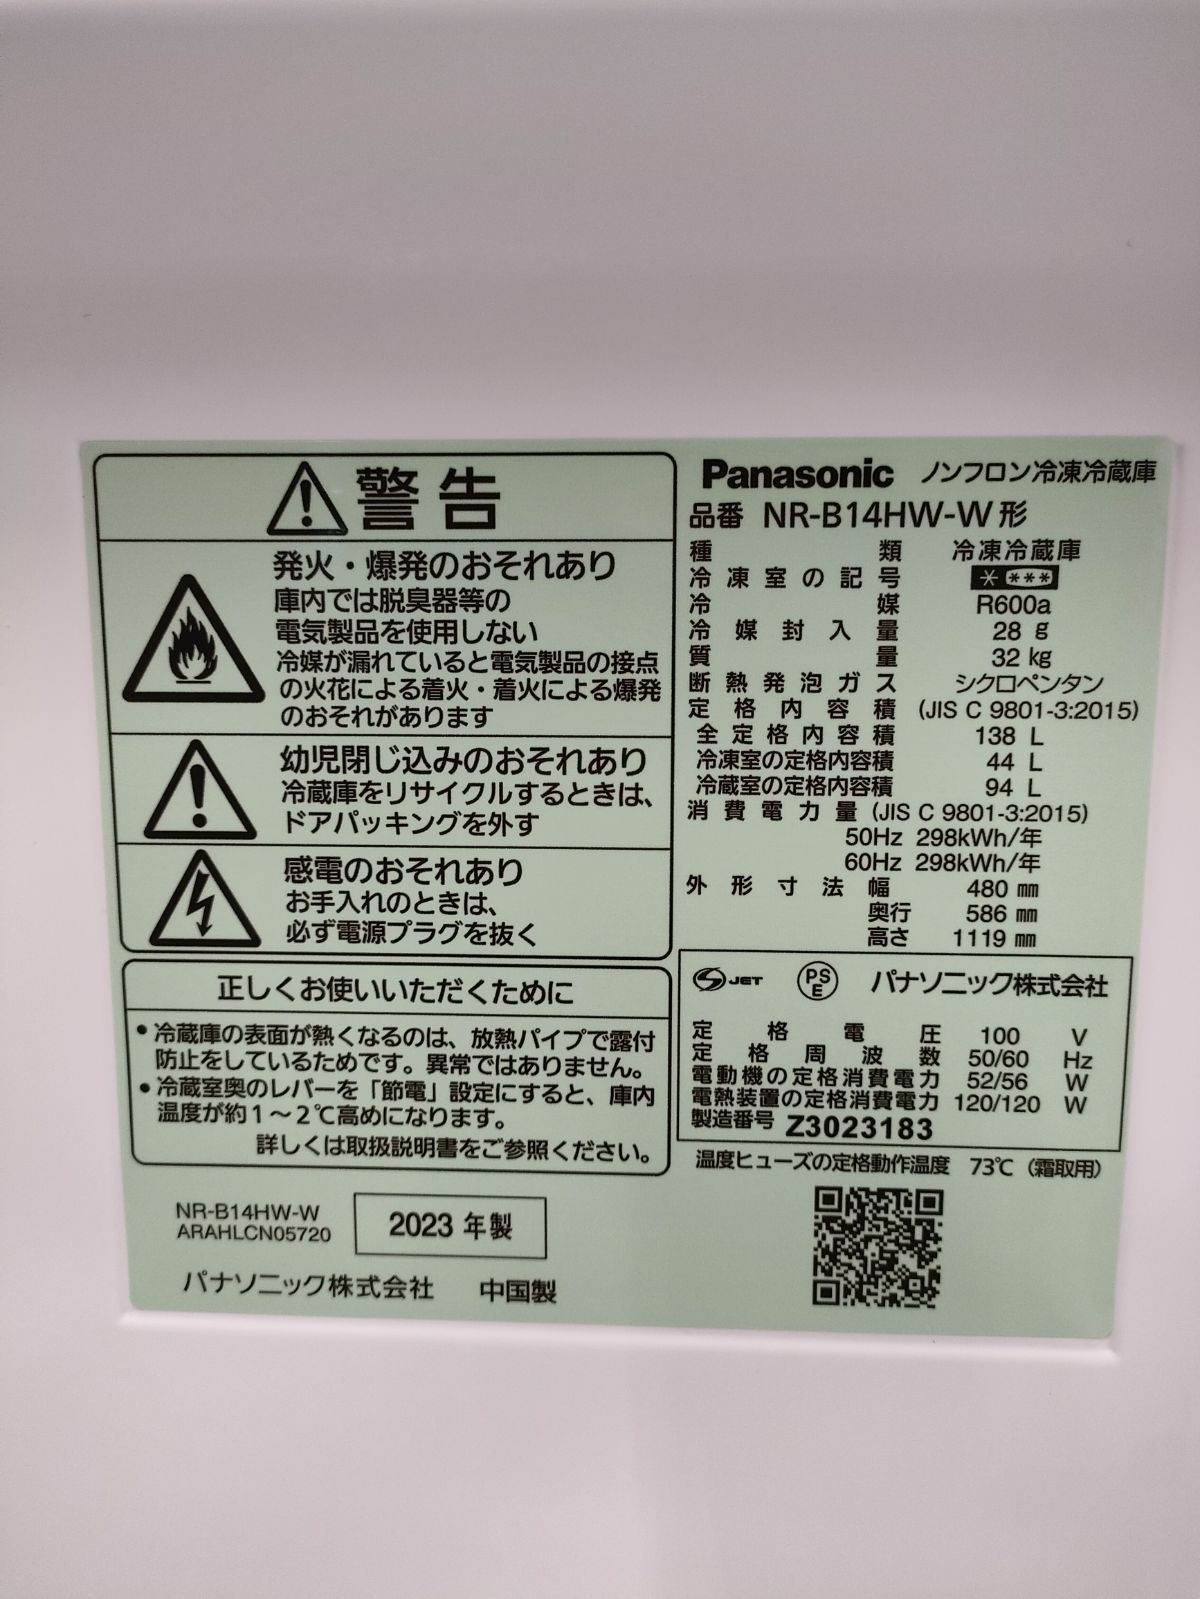 警告
発火・爆発のおそれあり
庫内では脱臭器等の
電気製品を使用しない
冷媒が漏れていると電気製品の接点
の火花による着火・着火による爆発
のおそれがあります
幼児閉じ込みのおそれあり
冷蔵庫をリサイクルするときは、
ドアパッキングを外す
感電のおそれあり
お手入れのときは、
必ず電源プラグを抜く
正しくお使いいただくために
●冷蔵庫の表面が熱くなるのは、放熱パイプで露付
防止をしているためです。異常ではありません。
●冷蔵室奥のレバーを「節電」設定にすると、庫内
温度が約1～2℃高めになります。
詳しくは取扱説明書をご参照ください。
NR-B14HW-W
ARAHLCN05720
2023 年製
パナソニック株式会社 中国製
Panasonic ノンフロン冷凍冷蔵庫
品番 NR-B14HW-W形
種類 冷凍冷蔵庫
冷凍室の記号 * ***
冷媒 R600a
冷媒封入量 28 g
質量 32 kg
断熱発泡ガス シクロペンタン
定格内容積 (JIS C 9801-3:2015)
全定格内容積 138 L
冷凍室の定格内容積 44 L
冷蔵室の定格内容積 94 L
消費電力量 (JIS C 9801-3:2015)
50Hz 298kWh/年
60Hz 298kWh/年
外形寸法 幅 480 mm
奥行 586 mm
高さ 1119 mm
S JET PSE パナソニック株式会社
定格電圧 100 V
定格周波数 50/60 Hz
電動機の定格消費電力 52/56 W
電熱装置の定格消費電力 120/120 W
製造番号 Z3023183
温度ヒューズの定格動作温度 73℃ (霜取用)